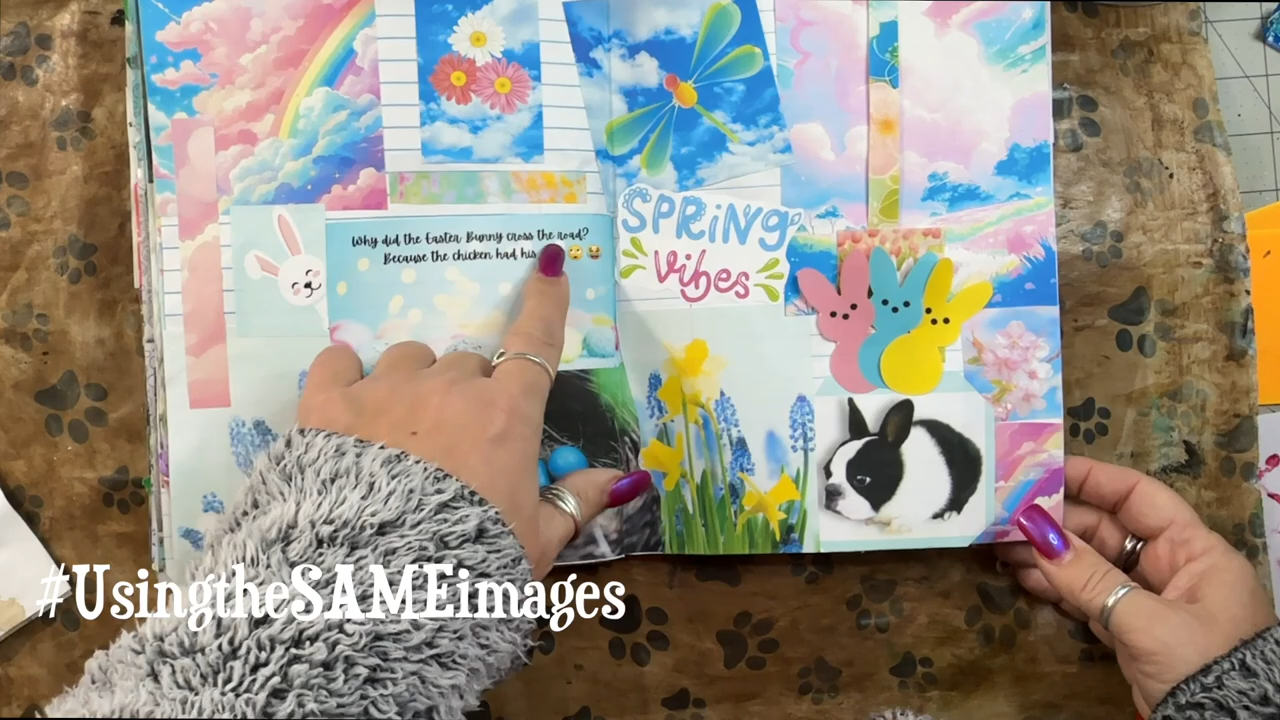 Why did the Easter Bunny cross the road?
Because the chicken had his
SPRiNG
Vibes
#UsingtheSAMEimages